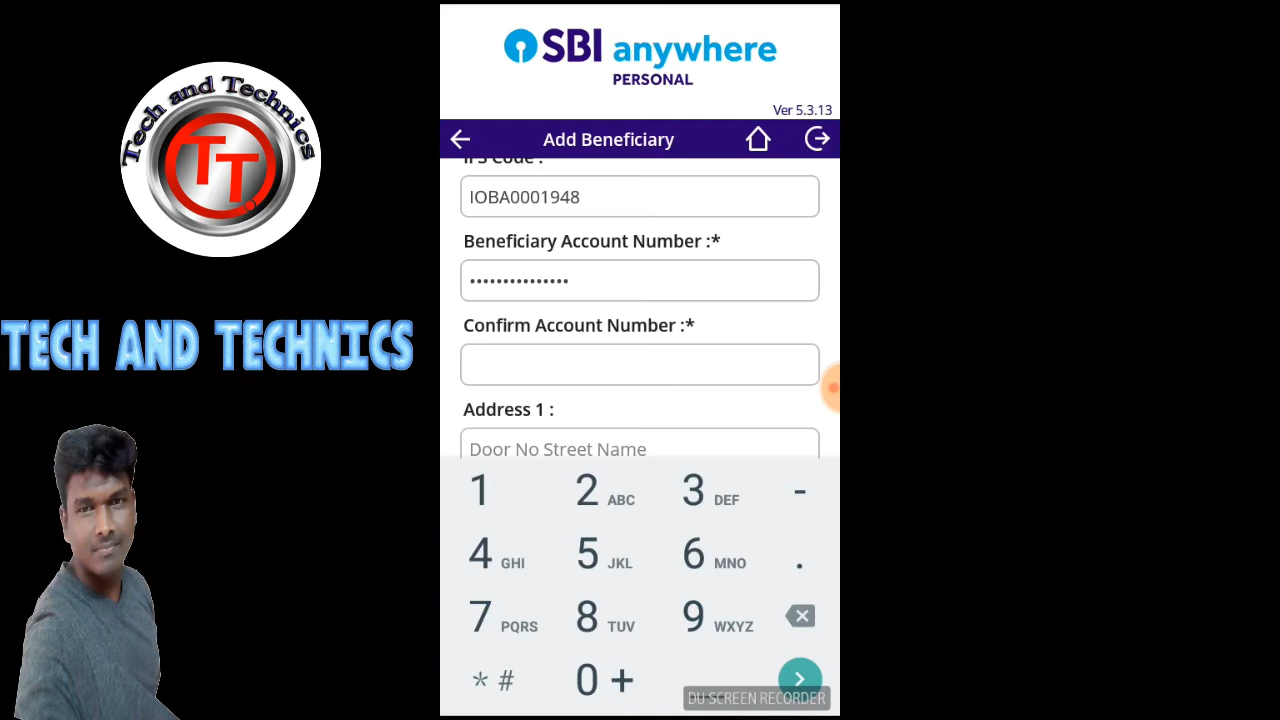 Tech and Technics
TT.
TECH AND TECHNICS
SBI anywhere
PERSONAL
Ver 5.3.13
Add Beneficiary
IFS Code :
IOBA0001948
Beneficiary Account Number :*
•••••••••••••••
Confirm Account Number :*
Address 1 :
Door No Street Name
1 2 ABC 3 DEF -
4 GHI 5 JKL 6 MNO .
7 PQRS 8 TUV 9 WXYZ
* # 0 +
DU SCREEN RECORDER